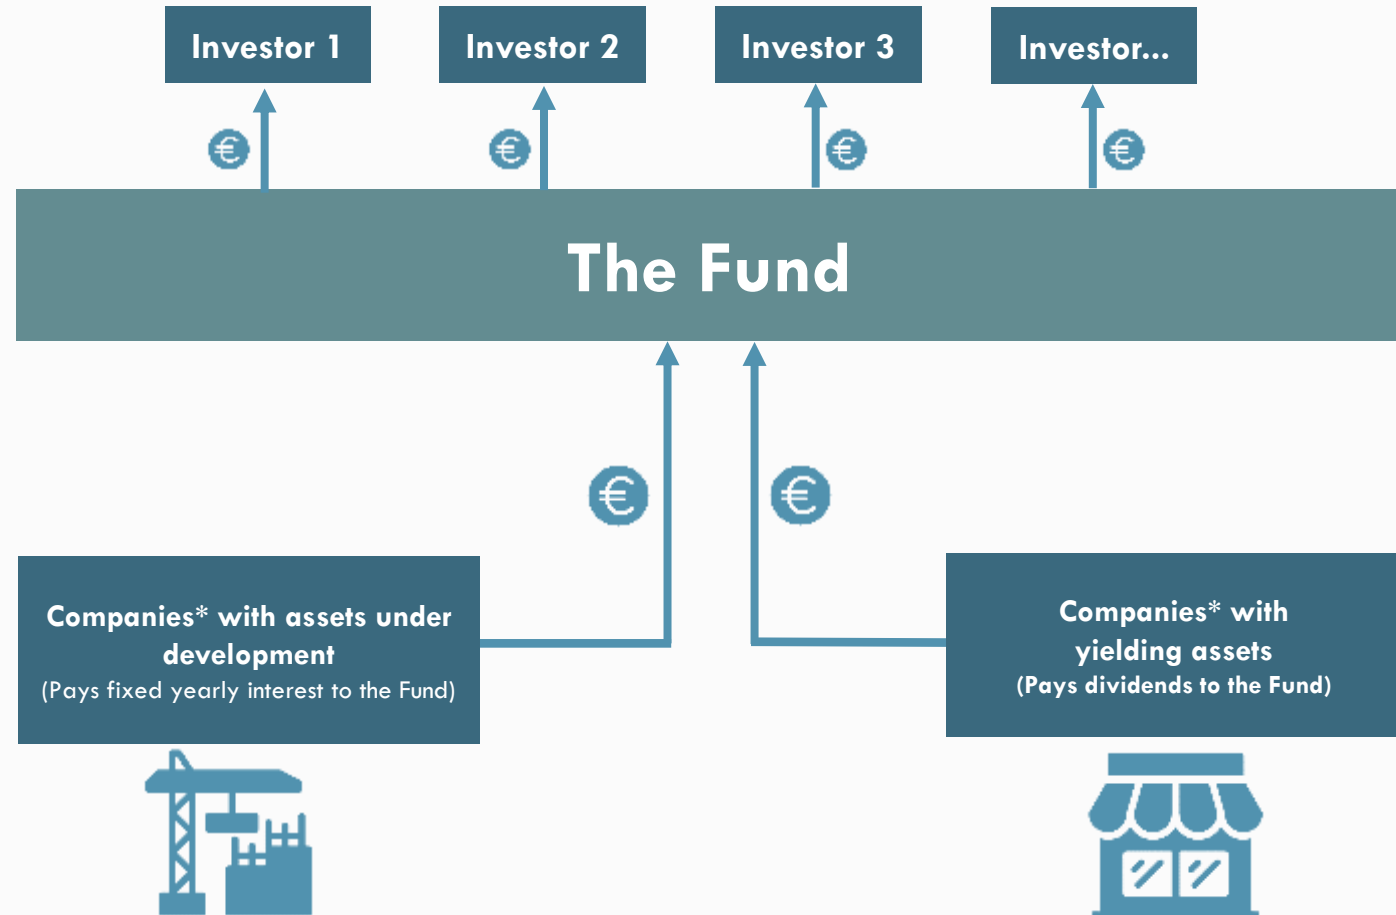 Investor 1
Investor 2
Investor 3
Investor...
€
€
€
€
The Fund
€
€
Companies* with assets under
development
(Pays fixed yearly interest to the Fund)
Companies* with
yielding assets
(Pays dividends to the Fund)